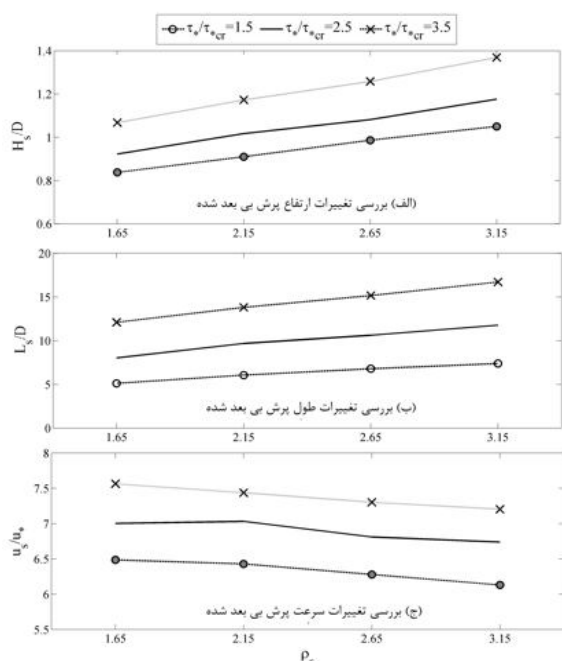 τ*/τ*cr=1.5 τ*/τ*cr=2.5 τ*/τ*cr=3.5
Hs/D
1.4
1.2
1
0.8
0.6
(الف) بررسی تغییرات ارتفاع پرش بی بعد شده
1.65 2.15 2.65 3.15
Ls/D
20
15
10
5
0
(ب) بررسی تغییرات طول پرش بی بعد شده
1.65 2.15 2.65 3.15
us/u*
8
7.5
7
6.5
6
5.5
(ج) بررسی تغییرات سرعت پرش بی بعد شده
1.65 2.15 2.65 3.15